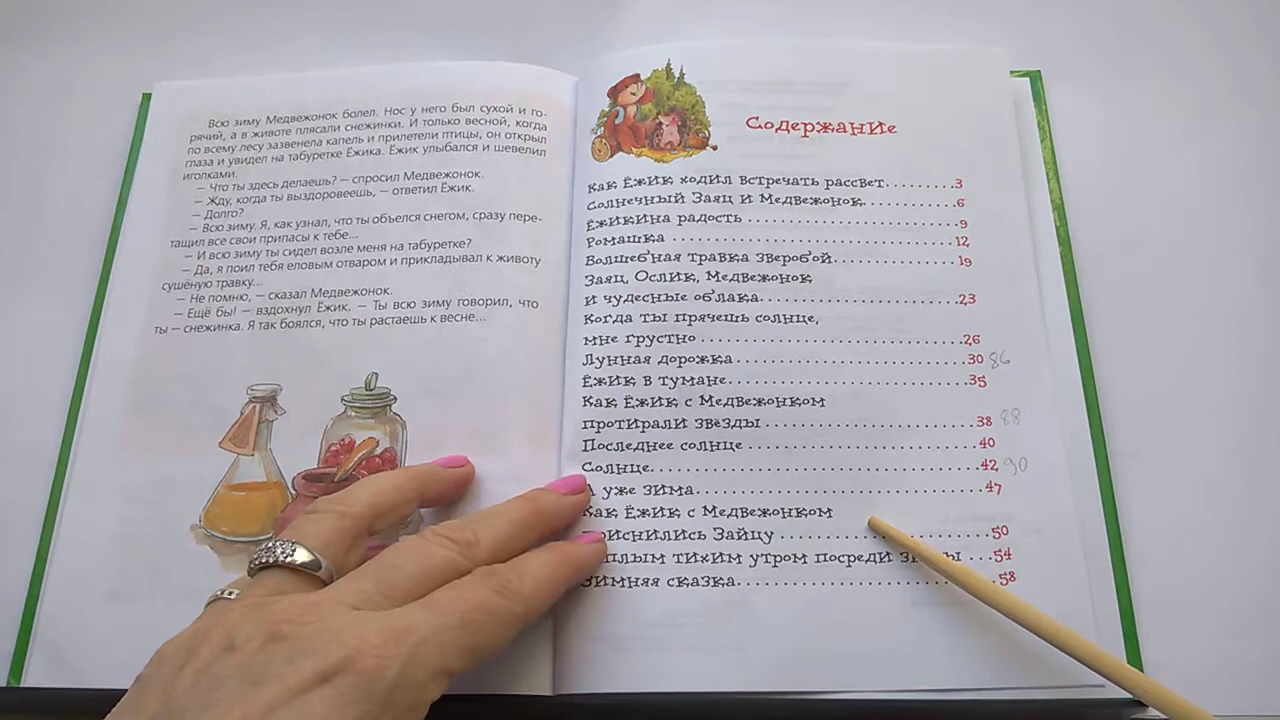 Всю зиму Медвежонок болел. Нос у него был сухой и го-
рячий, а в животе плясали снежинки. И только весной, когда
по всему лесу зазвенела капель и прилетели птицы, он открыл
глаза и увидел на табуретке Ёжика. Ёжик улыбался и шевелил
иголками.
— Что ты здесь делаешь? — спросил Медвежонок.
— Жду, когда ты выздоровеешь, — ответил Ёжик.
— Долго?
— Всю зиму. Я, как узнал, что ты объелся снегом, сразу пере-
тащил все свои припасы к тебе...
— И всю зиму ты сидел возле меня на табуретке?
— Да, я поил тебя еловым отваром и прикладывал к животу
сушёную травку...
— Не помню, — сказал Медвежонок.
— Ещё бы! — вздохнул Ёжик. — Ты всю зиму говорил, что
ты — снежинка. Я так боялся, что ты растаешь к весне...
Содержание
Как Ёжик ходил встречать рассвет.........3
Солнечный Заяц и Медвежонок............6
Ёжикина радость.....................9
Ромашка............................12
Волшебная травка зверобой.............19
Заяц, Ослик, Медвежонок
и чудесные облака....................23
Когда ты прячешь солнце,
мне грустно.........................26
Лунная дорожка.....................30 86
Ёжик в тумане.......................35
Как Ёжик с Медвежонком
протирали звёзды....................38 88
Последнее солнце....................40
Солнце.............................42 90
А уже зима..........................47
Как Ёжик с Медвежонком
приснились Зайцу....................50
тихим утром посреди зимы...54
Зимняя сказка.......................58